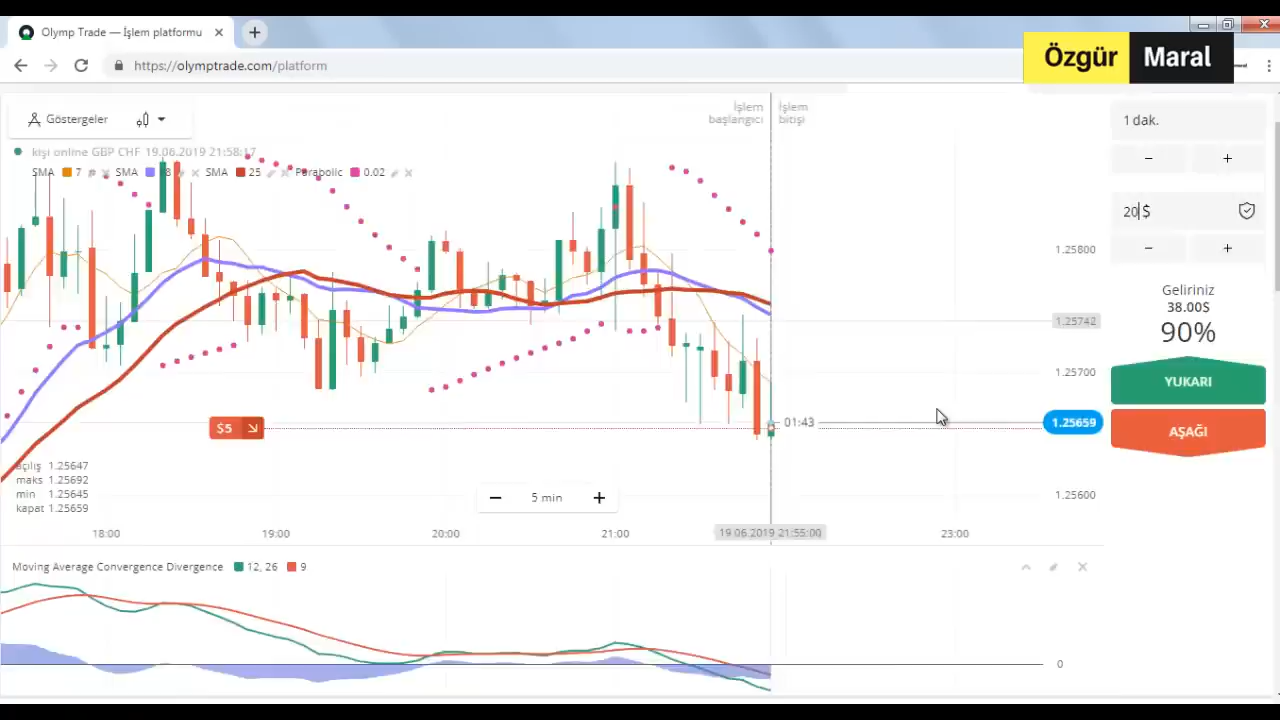 Olymp Trade — İşlem platformu
https://olymptrade.com/platform
Özgür Maral
Göstergeler
İşlem başlangıcı
İşlem bitişi
kişi online GBP CHF 19.06.2019 21:58:17
SMA 7 SMA 18 SMA 25 Parabolic 0.02
1 dak.
20$
Geliriniz
38.00$
90%
YUKARI
AŞAĞI
1.25800
1.25742
1.25700
1.25659
1.25600
$5
01:43
açılış 1.25647
maks 1.25692
min 1.25645
kapat 1.25659
5 min
18:00 19:00 20:00 21:00 19.06.2019 21:55:00 23:00
Moving Average Convergence Divergence 12, 26 9
0